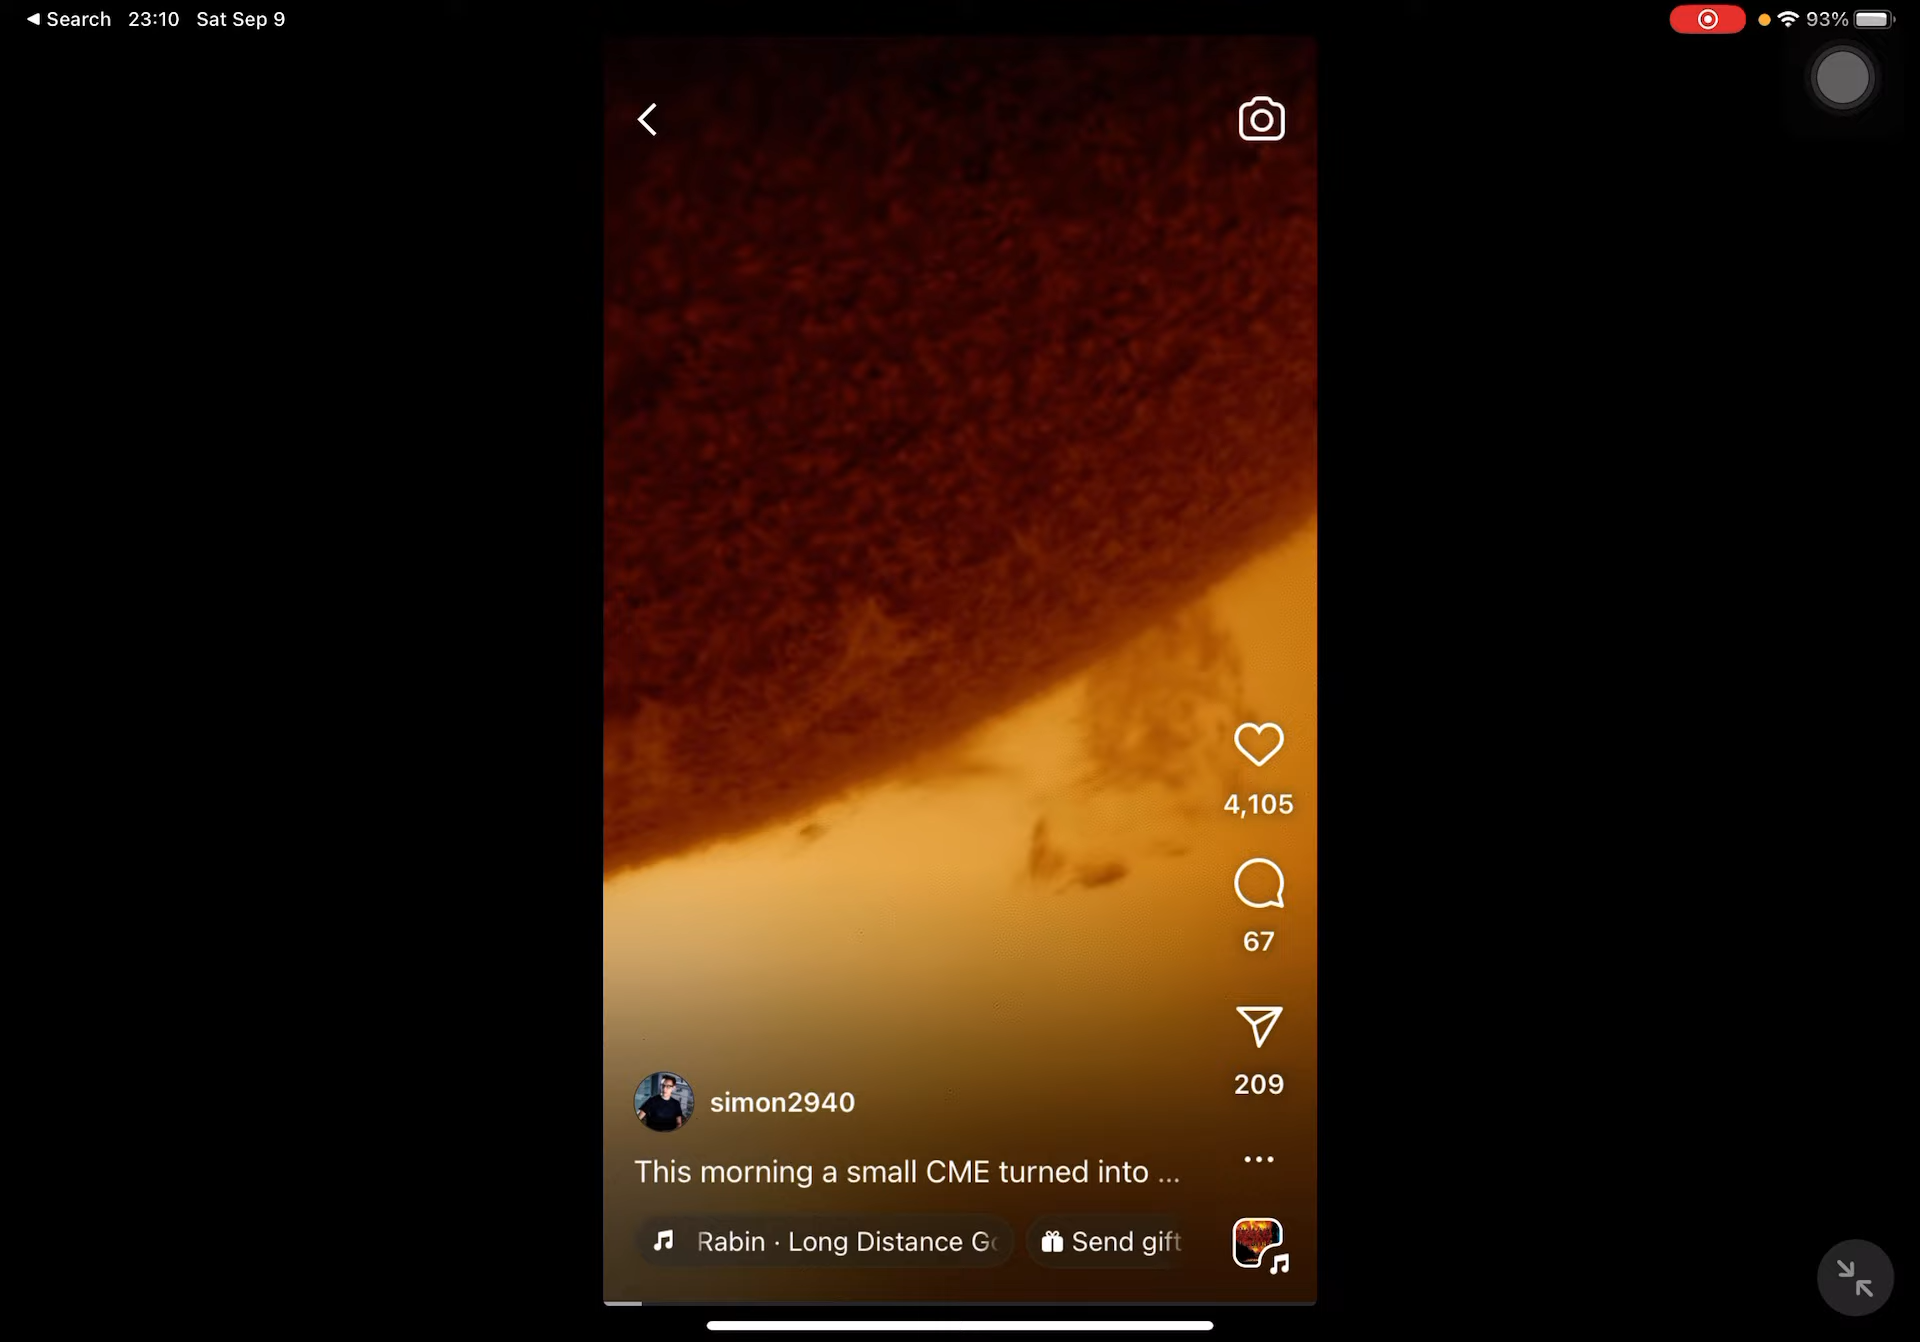 Search 23:10 Sat Sep 9
93%
4,105
67
209
simon2940
This morning a small CME turned into ...
Rabin · Long Distance
Send gift